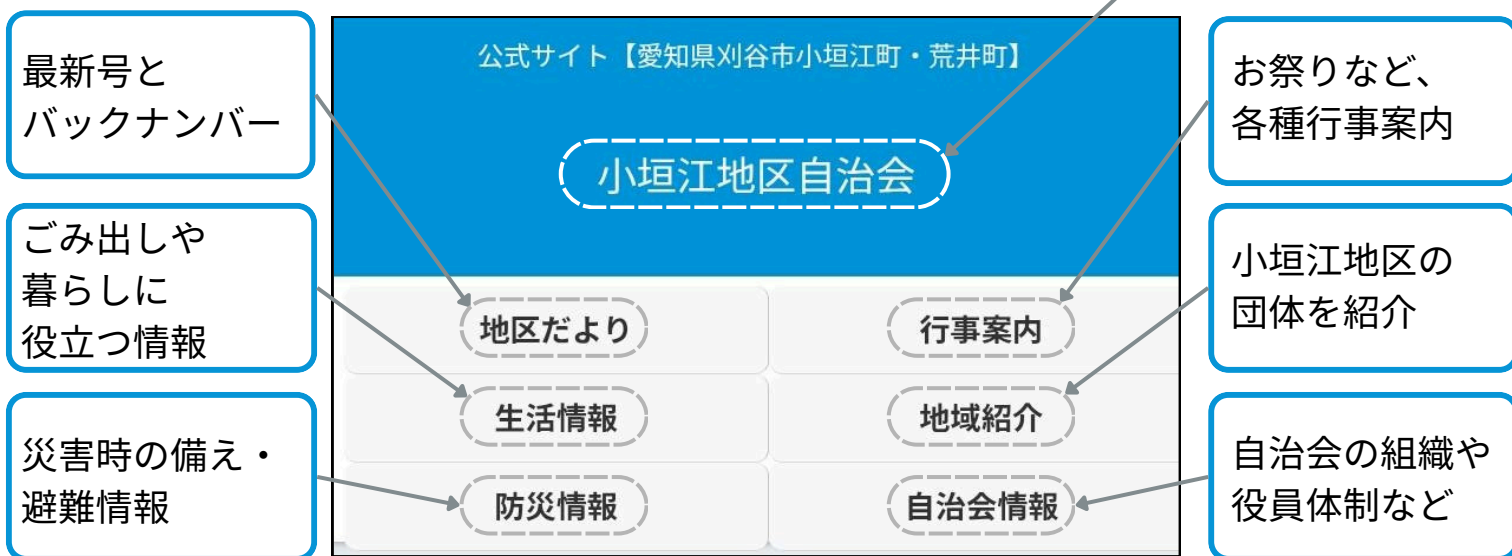 最新号と
バックナンバー
ごみ出しや
暮らしに
役立つ情報
災害時の備え・
避難情報
公式サイト【愛知県刈谷市小垣江町・荒井町】
小垣江地区自治会
地区だより
行事案内
生活情報
地域紹介
防災情報
自治会情報
お祭りなど、
各種行事案内
小垣江地区の
団体を紹介
自治会の組織や
役員体制など